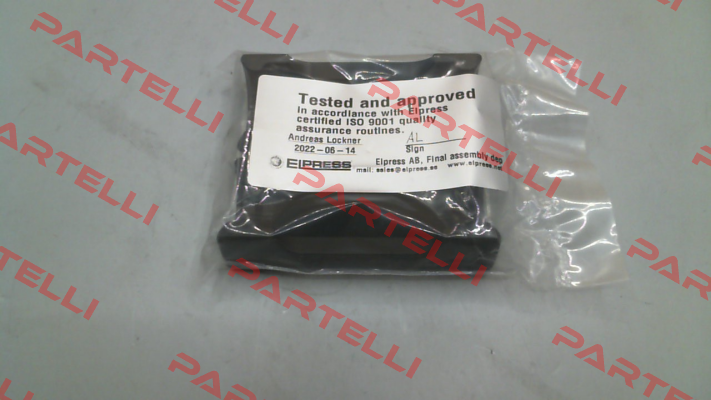 PARTELLI
PARTELLI
PARTELLI
Tested and approved
In accordance with Elpress
certified ISO 9001 quality
assurance routines.
Andreas Lockner AL
2022-06-14 Sign
ELPRESS Elpress AB, Final assembly dep
mail: sales@elpress.se www.elpress.net
PARTELLI
PARTELLI
PARTELLI
PARTELLI